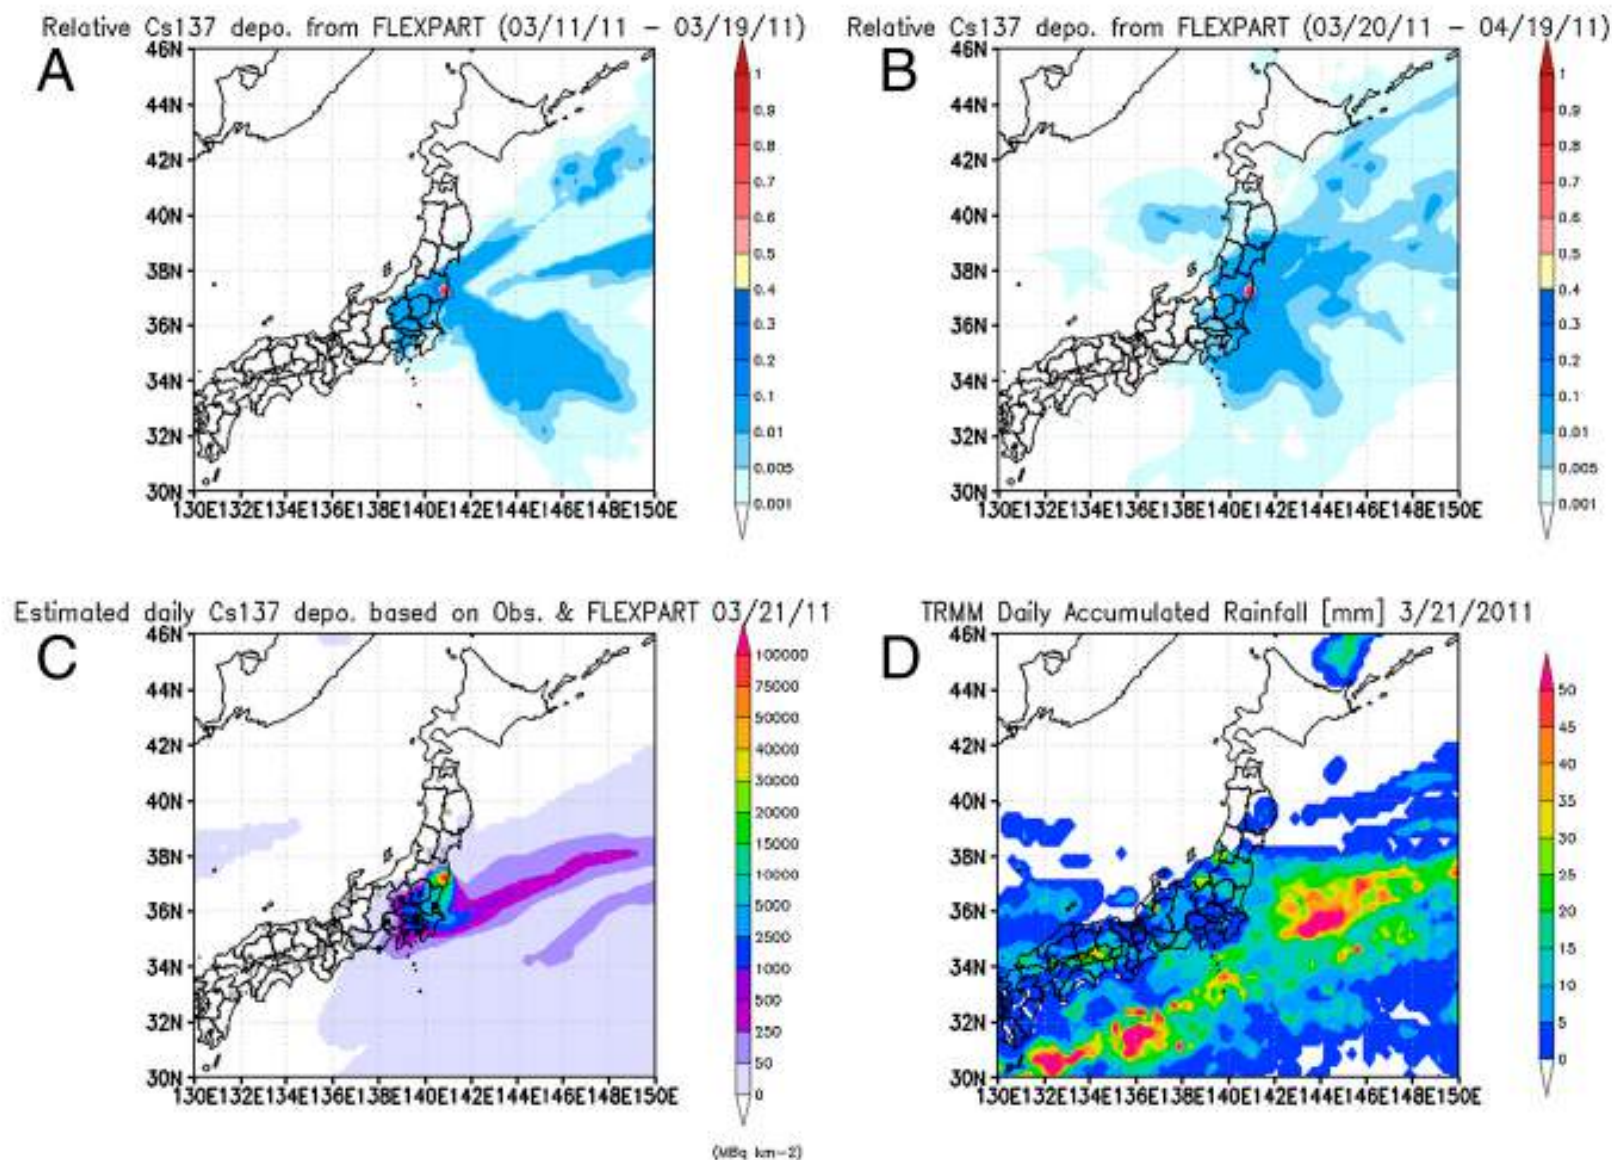 Relative Cs137 depo. from FLEXPART (03/11/11 – 03/19/11)
A
46N
44N
42N
40N
38N
36N
34N
32N
30N
130E132E134E136E138E140E142E144E146E148E150E
1
0.9
0.8
0.7
0.6
0.5
0.4
0.3
0.2
0.1
0.01
0.005
0.001
Relative Cs137 depo. from FLEXPART (03/20/11 – 04/19/11)
B
46N
44N
42N
40N
38N
36N
34N
32N
30N
130E132E134E136E138E140E142E144E146E148E150E
1
0.9
0.8
0.7
0.6
0.5
0.4
0.3
0.2
0.1
0.01
0.005
0.001
Estimated daily Cs137 depo. based on Obs. & FLEXPART 03/21/11
C
46N
44N
42N
40N
38N
36N
34N
32N
30N
130E132E134E136E138E140E142E144E146E148E150E
100000
75000
50000
40000
30000
20000
15000
10000
5000
2500
1000
500
250
50
0
(MBq km-2)
TRMM Daily Accumulated Rainfall [mm] 3/21/2011
D
46N
44N
42N
40N
38N
36N
34N
32N
30N
130E132E134E136E138E140E142E144E146E148E150E
50
45
40
35
30
25
20
15
10
5
0